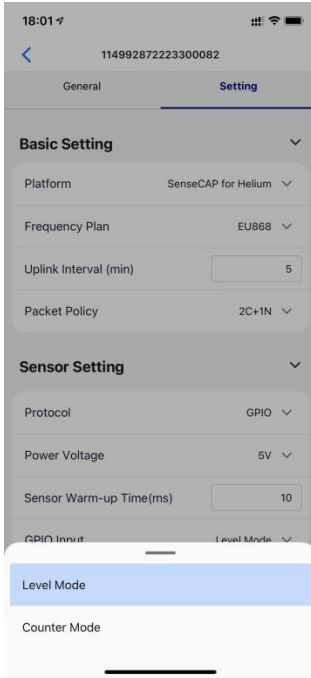 18:01
114992872223300082
General Setting
Basic Setting
Platform SenseCAP for Helium
Frequency Plan EU868
Uplink Interval (min) 5
Packet Policy 2C+1N
Sensor Setting
Protocol GPIO
Power Voltage 5V
Sensor Warm-up Time(ms) 10
GPIO Input Level Mode
Level Mode
Counter Mode